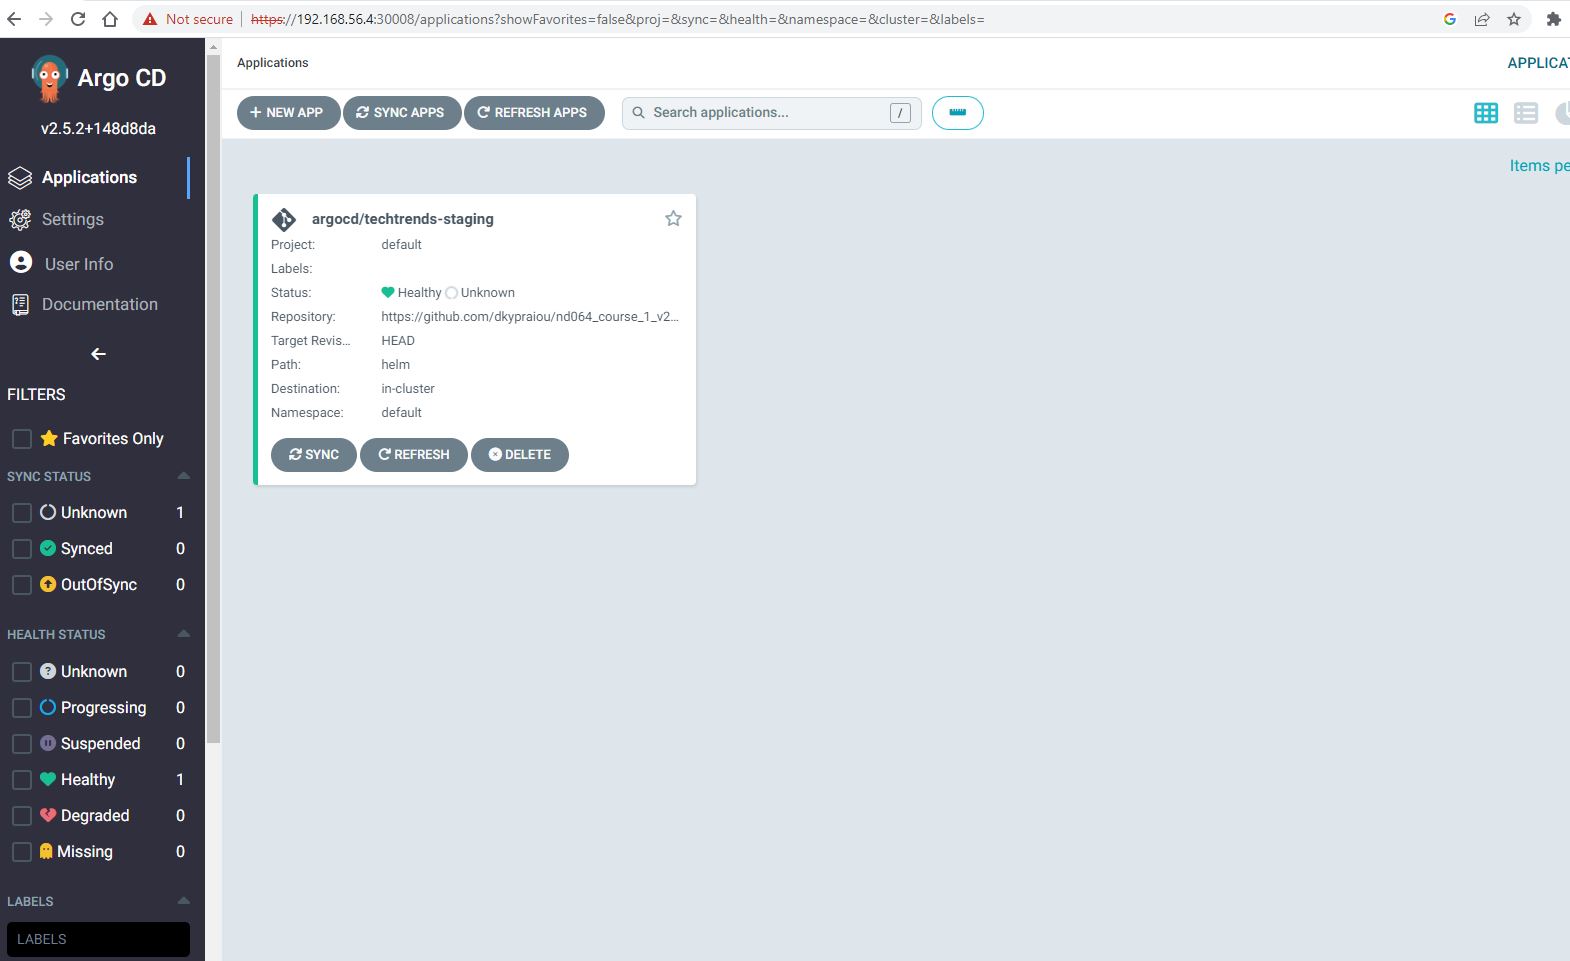 Not secure https://192.168.56.4:30008/applications?showFavorites=false&proj=&sync=&health=&namespace=&cluster=&labels=
Argo CD
v2.5.2+148d8da
Applications
Settings
User Info
Documentation
FILTERS
Favorites Only
SYNC STATUS
Unknown 1
Synced 0
OutOfSync 0
HEALTH STATUS
Unknown 0
Progressing 0
Suspended 0
Healthy 1
Degraded 0
Missing 0
LABELS
LABELS
Applications
APPLICAT
NEW APP SYNC APPS REFRESH APPS Search applications... /
Items pe
argocd/techtrends-staging
Project: default
Labels:
Status: Healthy Unknown
Repository: https://github.com/dkypraiou/nd064_course_1_v2...
Target Revis... HEAD
Path: helm
Destination: in-cluster
Namespace: default
SYNC REFRESH DELETE